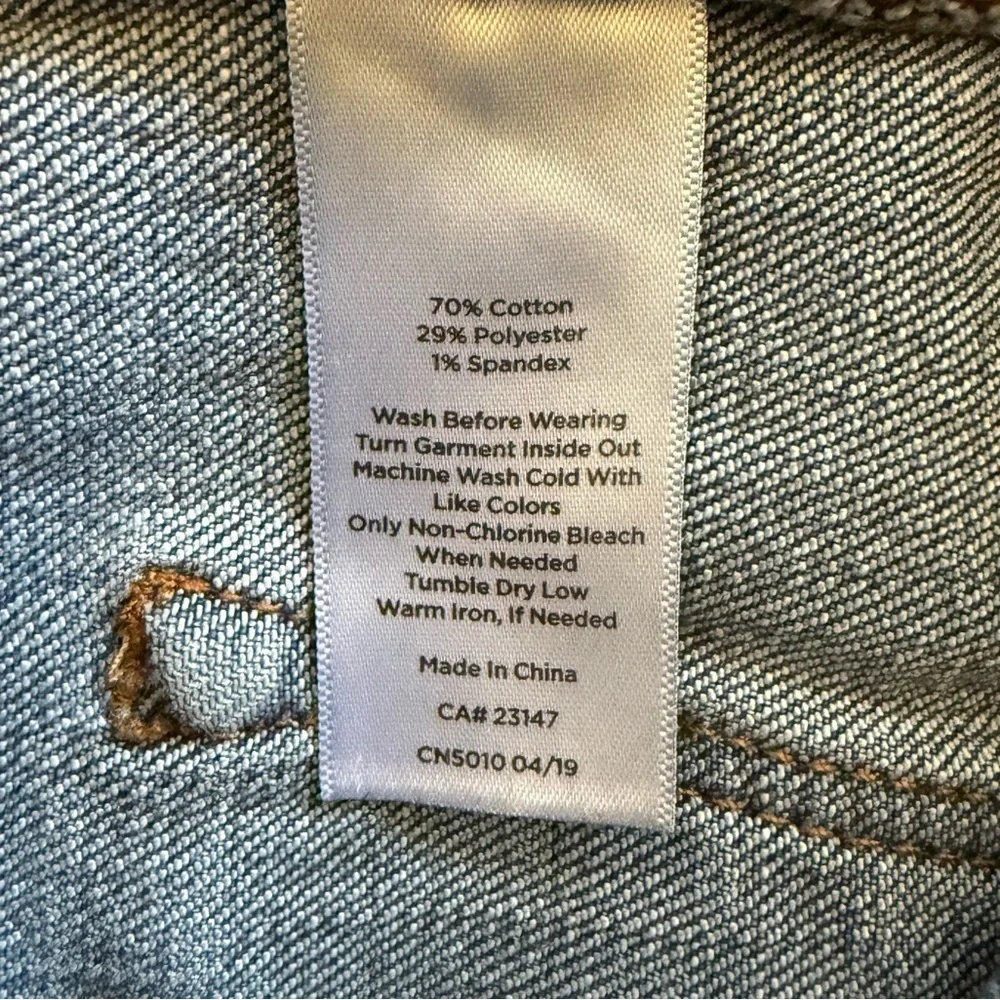 70% Cotton
29% Polyester
1% Spandex
Wash Before Wearing
Turn Garment Inside Out
Machine Wash Cold With
Like Colors
Only Non-Chlorine Bleach
When Needed
Tumble Dry Low
Warm Iron, If Needed
Made In China
CA# 23147
CN5010 04/19